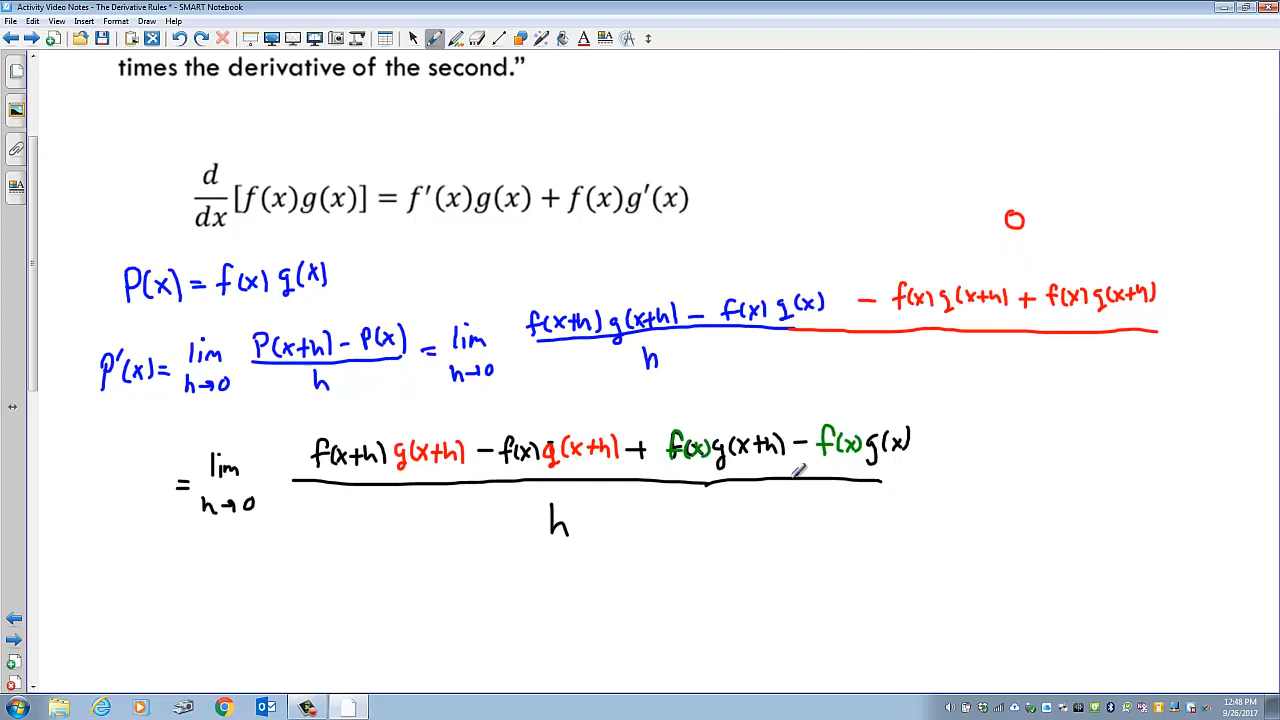 Activity Video Notes - The Derivative Rules * - SMART Notebook
File Edit View Insert Format Draw Help
times the derivative of the second.”
d/dx [f(x)g(x)] = f′(x)g(x) + f(x)g′(x)
0
P(x) = f(x) g(x)
P'(x) = lim h→0 P(x+h) - P(x) / h = lim h→0 f(x+h) g(x+h) - f(x) g(x) - f(x) g(x+h) + f(x) g(x+h) / h
= lim h→0 f(x+h) g(x+h) - f(x) g(x+h) + f(x) g(x+h) - f(x) g(x) / h
12:48 PM
9/26/2017